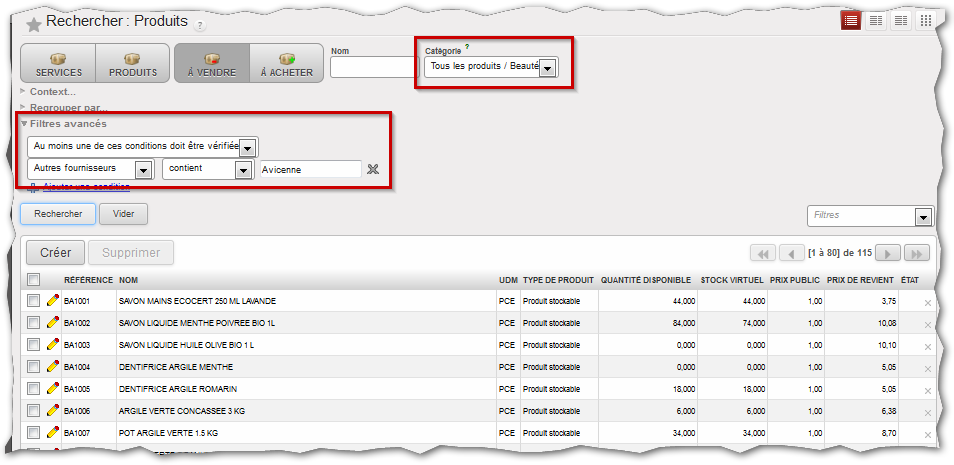 Rechercher : Produits ?
SERVICES PRODUITS À VENDRE À ACHETER
Nom
Catégorie ?
Tous les produits / Beauté
Context...
Regrouper par...
Filtres avancés
Au moins une de ces conditions doit être vérifiée
Autres fournisseurs contient Avicenne
Ajouter une condition
Rechercher Vider Filtres
Créer Supprimer [1 à 80] de 115
RÉFÉRENCE NOM UDM TYPE DE PRODUIT QUANTITÉ DISPONIBLE STOCK VIRTUEL PRIX PUBLIC PRIX DE REVIENT ÉTAT
BA1001 SAVON MAINS ECOCERT 250 ML LAVANDE PCE Produit stockable 44,000 44,000 1,00 3,75
BA1002 SAVON LIQUIDE MENTHE POIVREE BIO 1L PCE Produit stockable 84,000 74,000 1,00 10,08
BA1003 SAVON LIQUIDE HUILE OLIVE BIO 1 L PCE Produit stockable 0,000 0,000 1,00 10,10
BA1004 DENTIFRICE ARGILE MENTHE PCE Produit stockable 0,000 0,000 1,00 5,05
BA1005 DENTIFRICE ARGILE ROMARIN PCE Produit stockable 18,000 18,000 1,00 5,05
BA1006 ARGILE VERTE CONCASSEE 3 KG PCE Produit stockable 6,000 6,000 1,00 6,38
BA1007 POT ARGILE VERTE 1.5 KG PCE Produit stockable 34,000 34,000 1,00 8,70